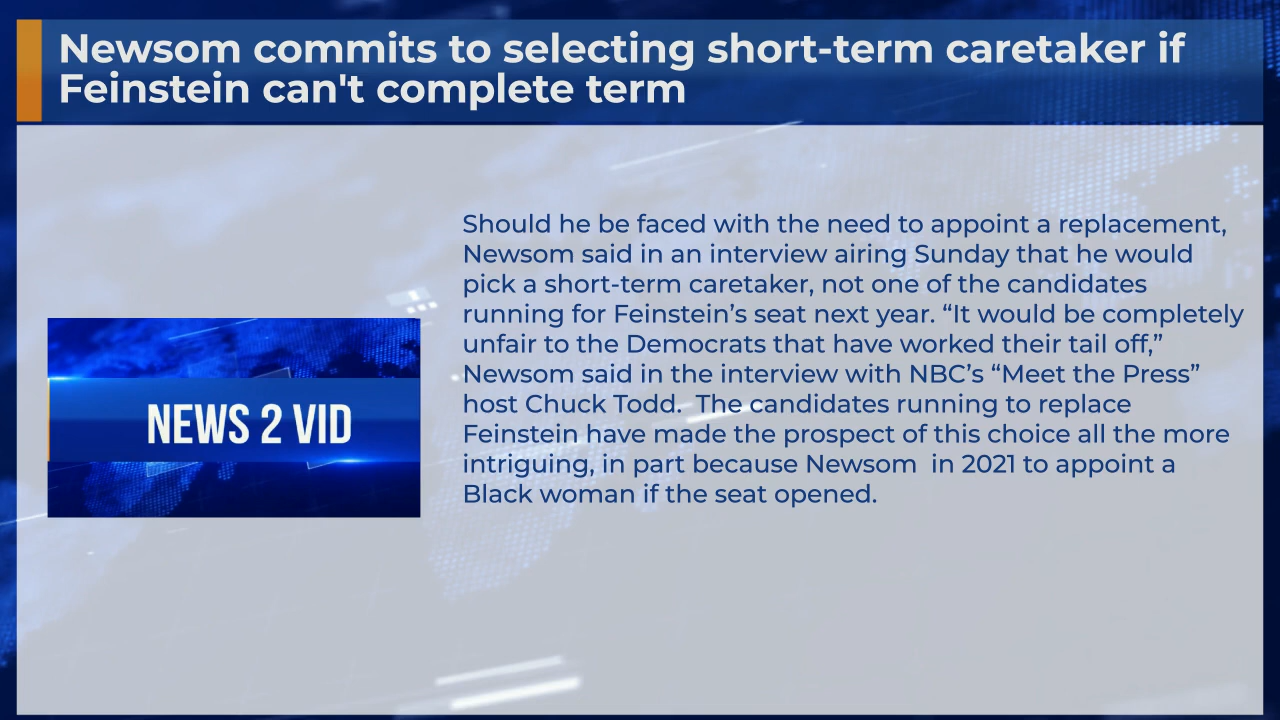 Newsom commits to selecting short-term caretaker if
Feinstein can't complete term
Should he be faced with the need to appoint a replacement,
Newsom said in an interview airing Sunday that he would
pick a short-term caretaker, not one of the candidates
running for Feinstein’s seat next year. “It would be completely
unfair to the Democrats that have worked their tail off,”
Newsom said in the interview with NBC’s “Meet the Press”
host Chuck Todd.  The candidates running to replace
Feinstein have made the prospect of this choice all the more
intriguing, in part because Newsom  in 2021 to appoint a
Black woman if the seat opened.
NEWS 2 VID